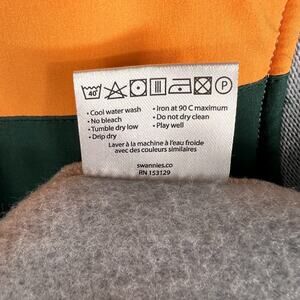 40 P
• Cool water wash
• No bleach
• Tumble dry low
• Drip dry
• Iron at 90 C maximum
• Do not dry clean
• Play well
Laver à la machine à l'eau froide
avec des couleurs similaires
swannies.co
RN 153129